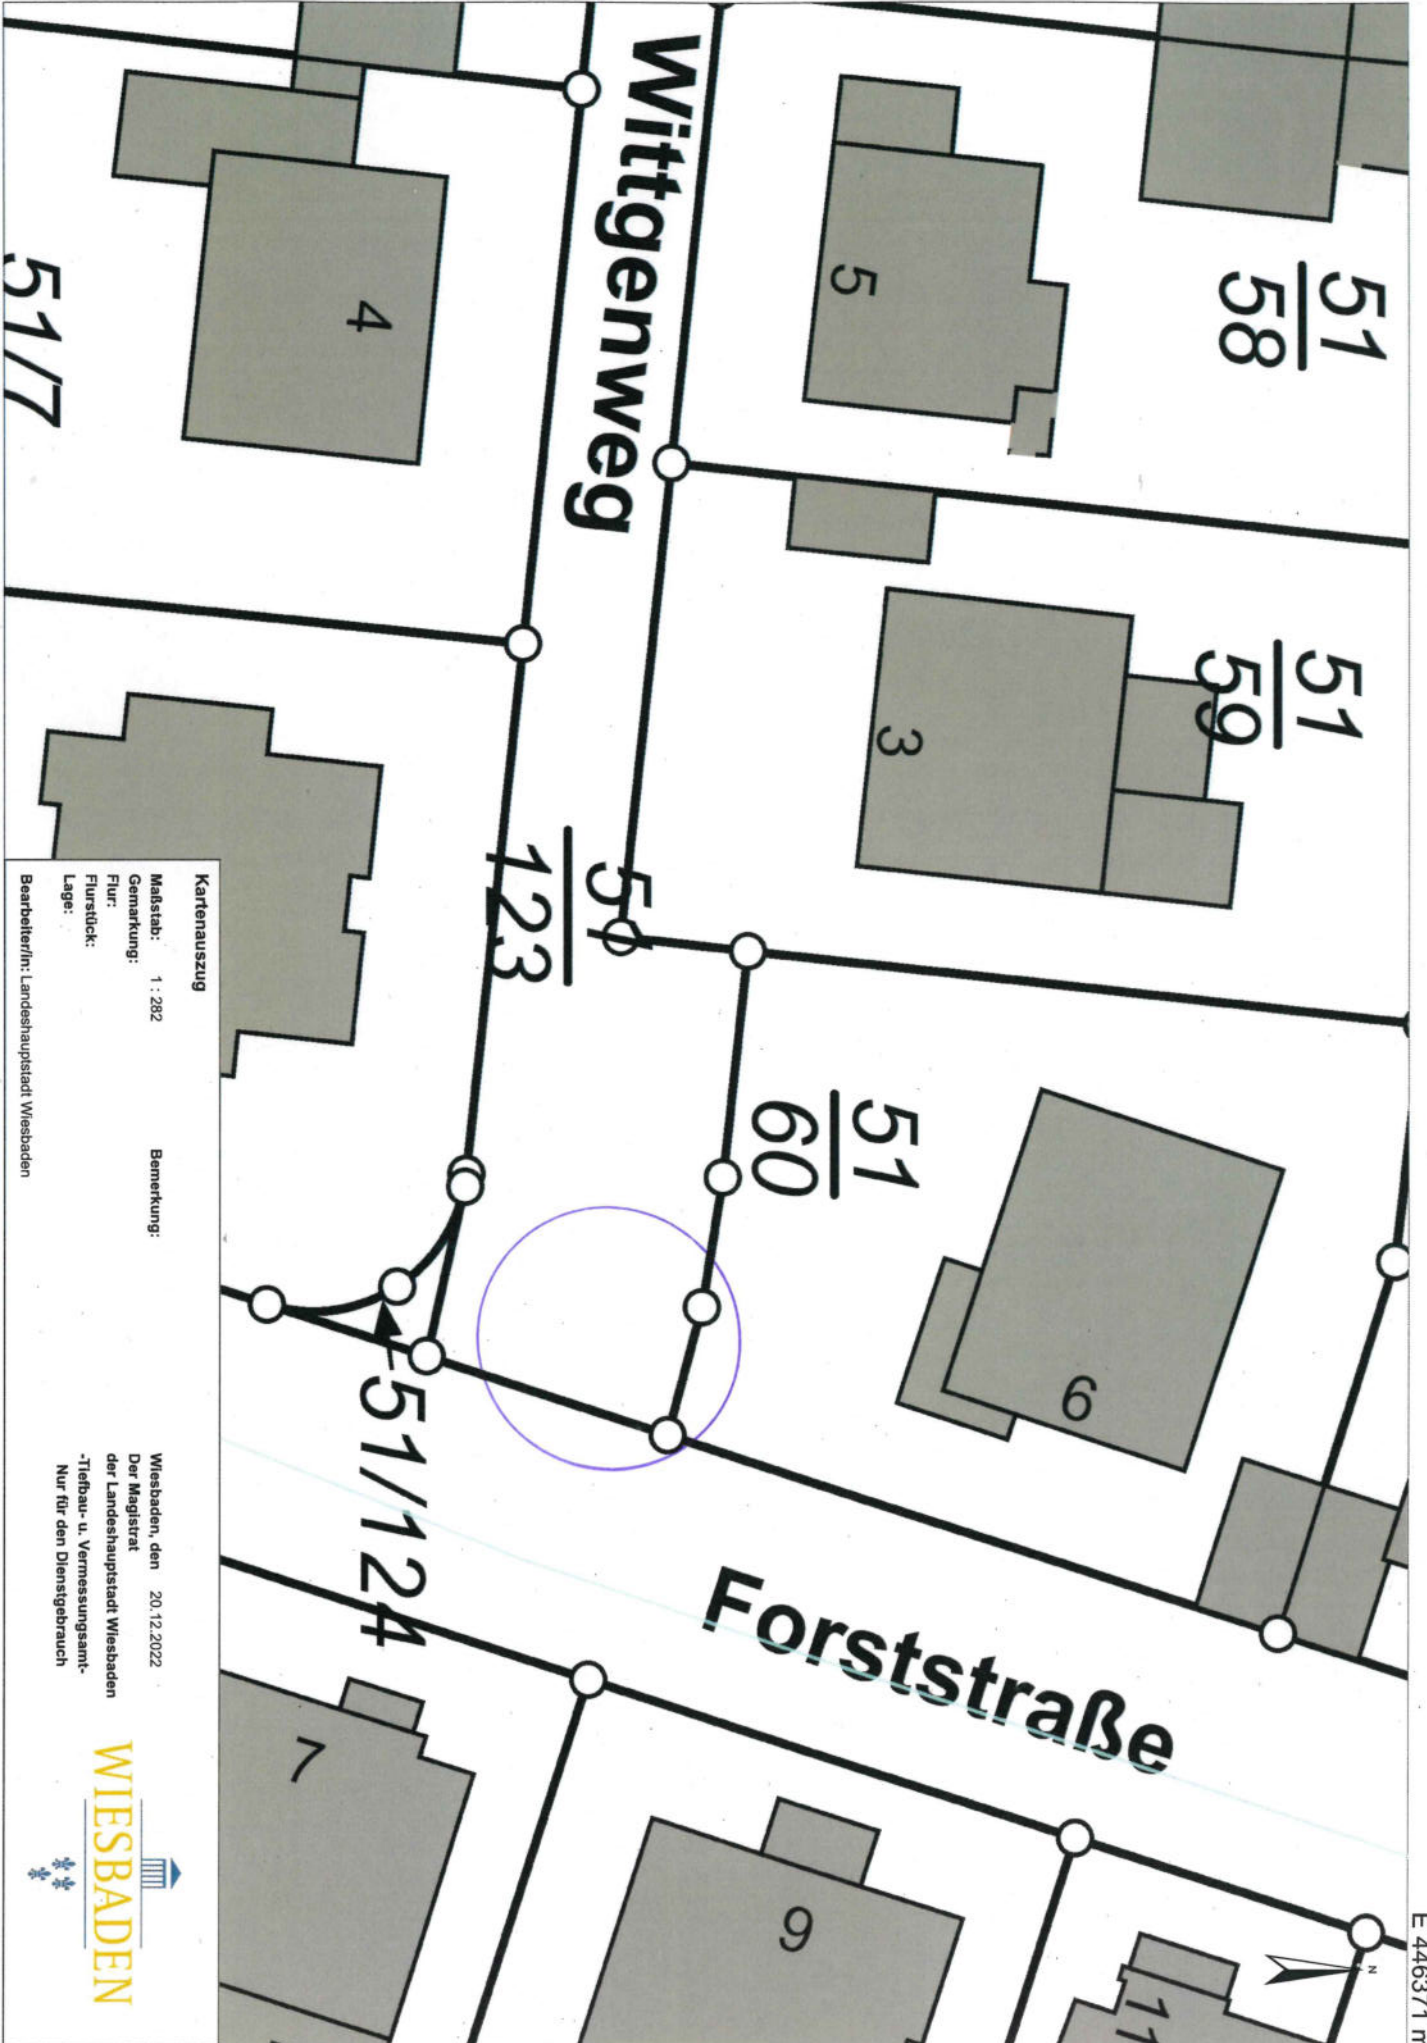 E 446371 m
N
51
58
51
59
51
60
5
3
6
Wittgenweg
123
Forststraße
4
51/7
51/124
7
9
11
Kartenauszug
Maßstab: 1 : 282
Gemarkung:
Flur:
Flurstück:
Lage:
Bearbeiter/in: Landeshauptstadt Wiesbaden
Bemerkung:
Wiesbaden, den 20.12.2022
Der Magistrat
der Landeshauptstadt Wiesbaden
-Tiefbau- u. Vermessungsamt-
Nur für den Dienstgebrauch
WIESBADEN